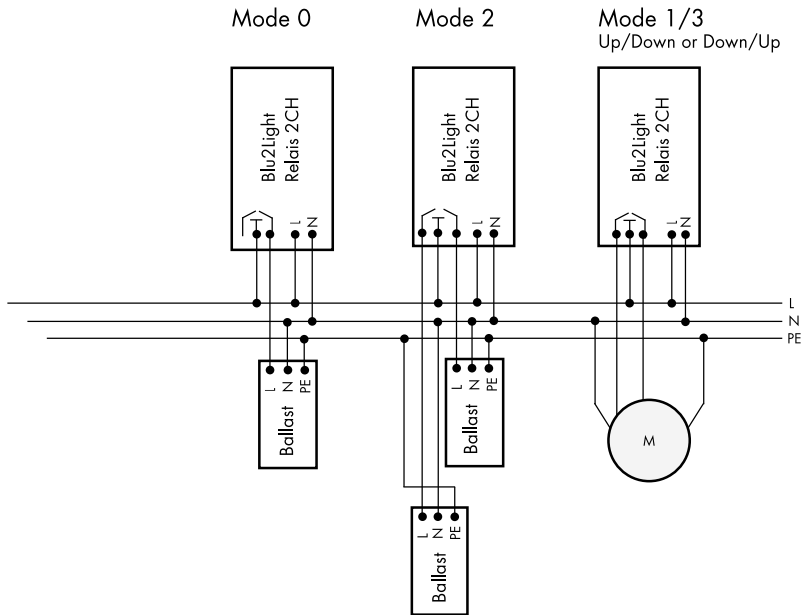 Mode 0
Mode 2
Mode 1/3
Up/Down or Down/Up
Blu2Light
Relais 2CH
L
N
Blu2Light
Relais 2CH
L
N
Blu2Light
Relais 2CH
L
N
L
N
PE
L
N
PE
Ballast
L
N
PE
Ballast
M
L
N
PE
Ballast